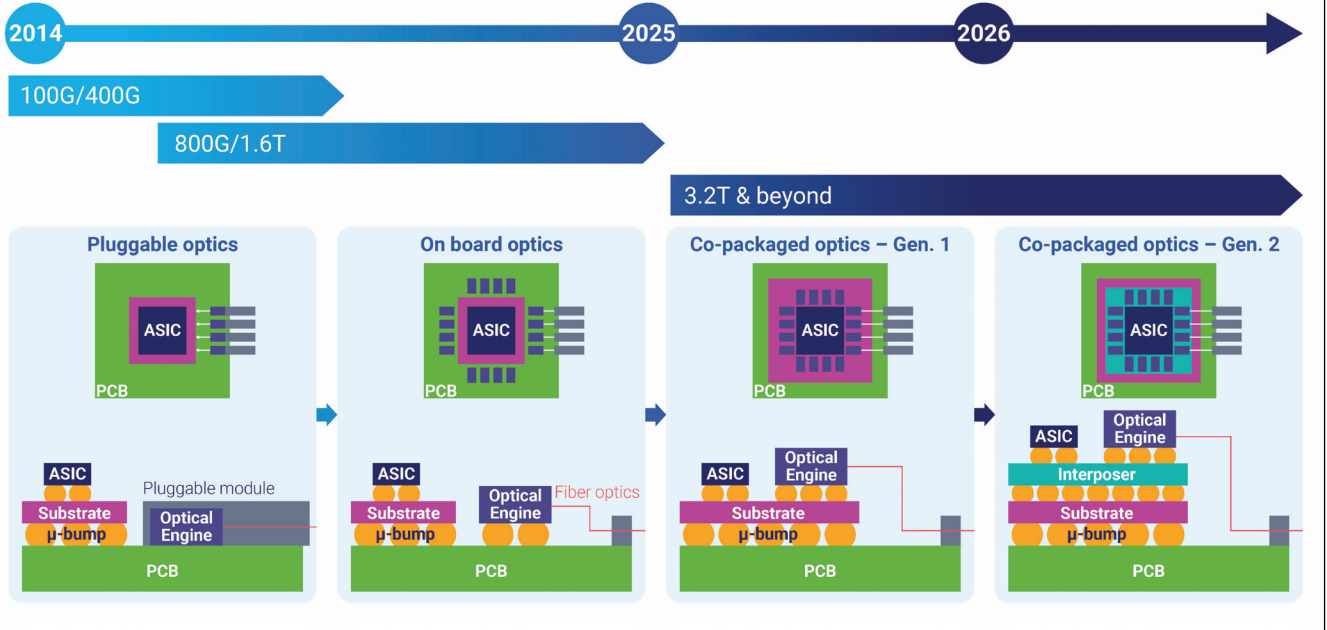 2014
2025
2026
100G/400G
800G/1.6T
3.2T & beyond
Pluggable optics
ASIC
PCB
ASIC
Pluggable module
Substrate
Optical
Engine
μ-bump
PCB
On board optics
ASIC
PCB
ASIC
Optical
Engine
Fiber optics
Substrate
μ-bump
PCB
Co-packaged optics – Gen. 1
ASIC
PCB
Optical
Engine
ASIC
Substrate
μ-bump
PCB
Co-packaged optics – Gen. 2
ASIC
PCB
Optical
Engine
ASIC
Interposer
Substrate
μ-bump
PCB